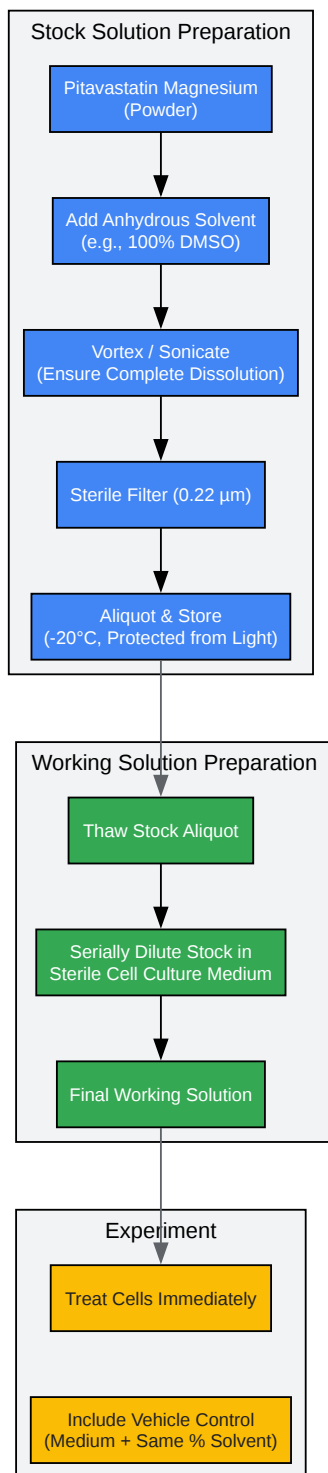 Stock Solution Preparation
Pitavastatin Magnesium
(Powder)
Add Anhydrous Solvent
(e.g., 100% DMSO)
Vortex / Sonicate
(Ensure Complete Dissolution)
Sterile Filter (0.22 µm)
Aliquot & Store
(-20°C, Protected from Light)
Working Solution Preparation
Thaw Stock Aliquot
Serially Dilute Stock in
Sterile Cell Culture Medium
Final Working Solution
Experiment
Treat Cells Immediately
Include Vehicle Control
(Medium + Same % Solvent)